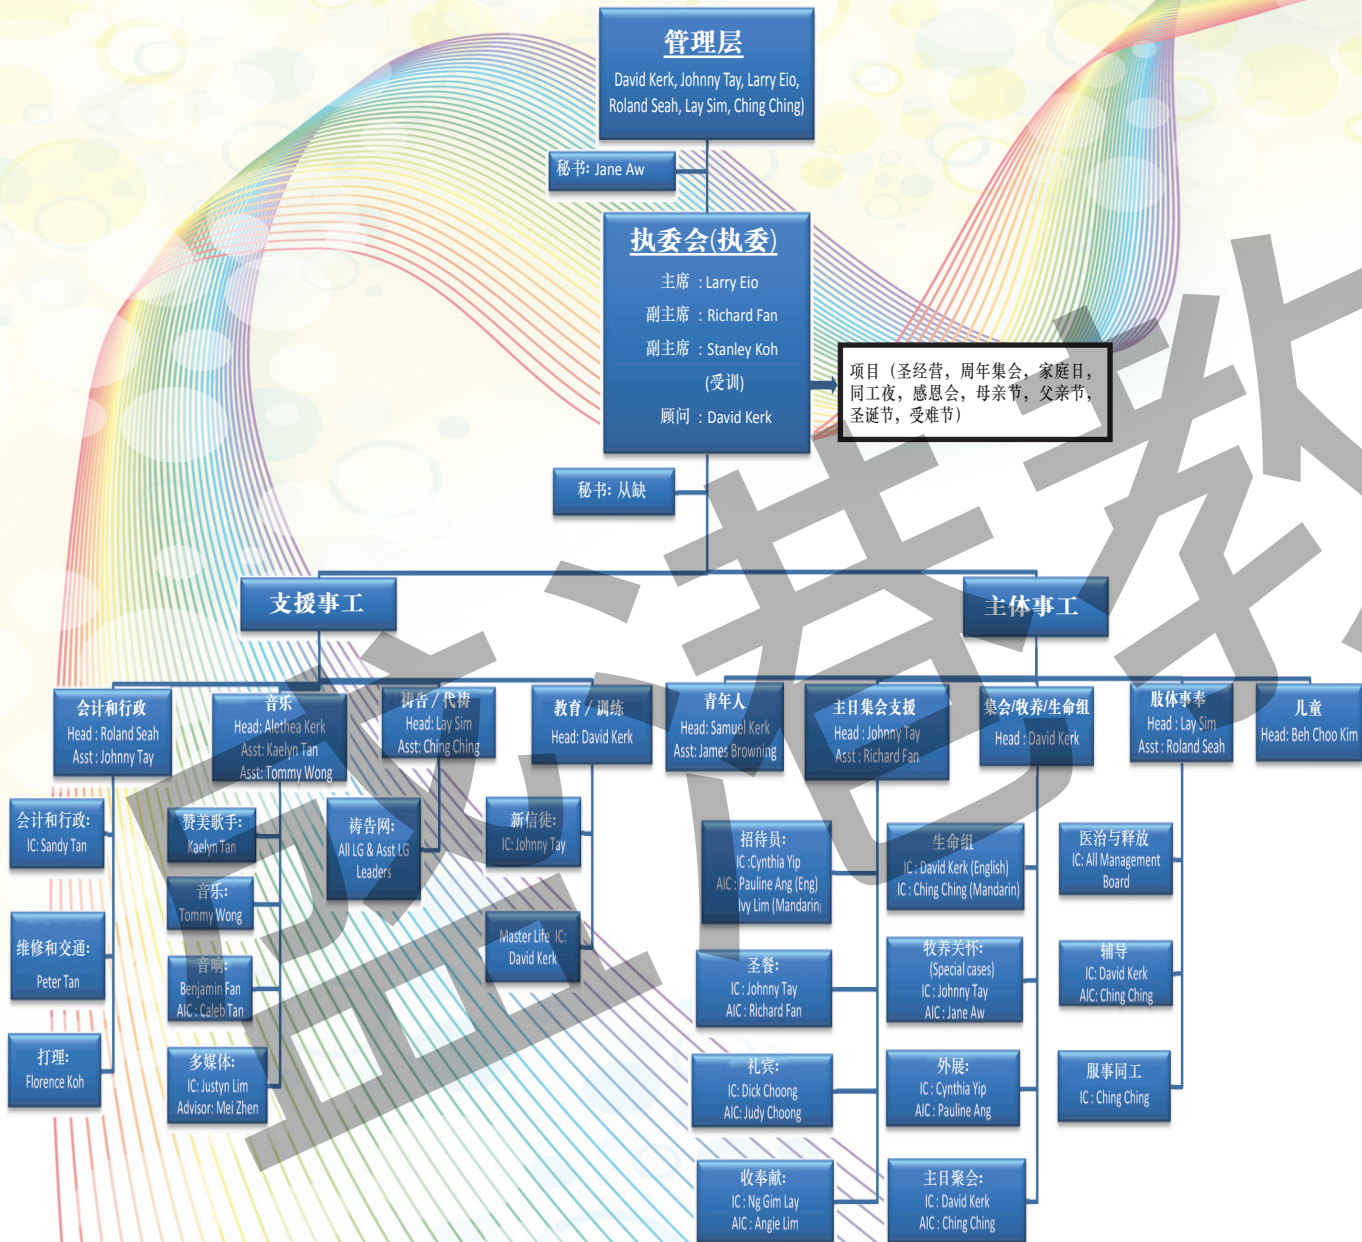 管理层
David Kerk, Johnny Tay, Larry Eio,
Roland Seah, Lay Sim, Ching Ching)
秘书: Jane Aw
执委会(执委)
主席 : Larry Eio
副主席 : Richard Fan
副主席 : Stanley Koh
(受训)
顾问 : David Kerk
项目（圣经营，周年集会，家庭日，
同工夜，感恩会，母亲节，父亲节，
圣诞节，受难节）
秘书: 从缺
支援事工
主体事工
会计和行政
Head : Roland Seah
Asst : Johnny Tay
音乐
Head: Alethea Kerk
Asst: Kaelyn Tan
Asst: Tommy Wong
祷告／代祷
Head: Lay Sim
Asst: Ching Ching
教育／训练
Head: David Kerk
青年人
Head: Samuel Kerk
Asst: James Browning
主日集会支援
Head : Johnny Tay
Asst : Richard Fan
集会/牧养/生命组
Head : David Kerk
肢体事奉
Head : Lay Sim
Asst : Roland Seah
儿童
Head: Beh Choo Kim
会计和行政:
IC: Sandy Tan
维修和交通:
Peter Tan
打理:
Florence Koh
赞美歌手:
Kaelyn Tan
音乐:
Tommy Wong
音响:
Benjamin Fan
AIC : Caleb Tan
多媒体:
IC: Justyn Lim
Advisor: Mei Zhen
祷告网:
All LG & Asst LG
Leaders
新信徒:
IC: Johnny Tay
Master Life IC:
David Kerk
招待员:
IC :Cynthia Yip
AIC : Pauline Ang (Eng)
Ivy Lim (Mandarin)
圣餐:
IC : Johnny Tay
AIC : Richard Fan
礼宾:
IC: Dick Choong
AIC: Judy Choong
收奉献:
IC : Ng Gim Lay
AIC : Angie Lim
生命组
IC : David Kerk (English)
IC : Ching Ching (Mandarin)
牧养关怀:
(Special cases)
IC : Johnny Tay
AIC : Jane Aw
外展:
IC : Cynthia Yip
AIC : Pauline Ang
主日聚会:
IC : David Kerk
AIC : Ching Ching
医治与释放
IC: All Management
Board
辅导
IC: David Kerk
AIC: Ching Ching
服事同工
IC : Ching Ching
盛港教